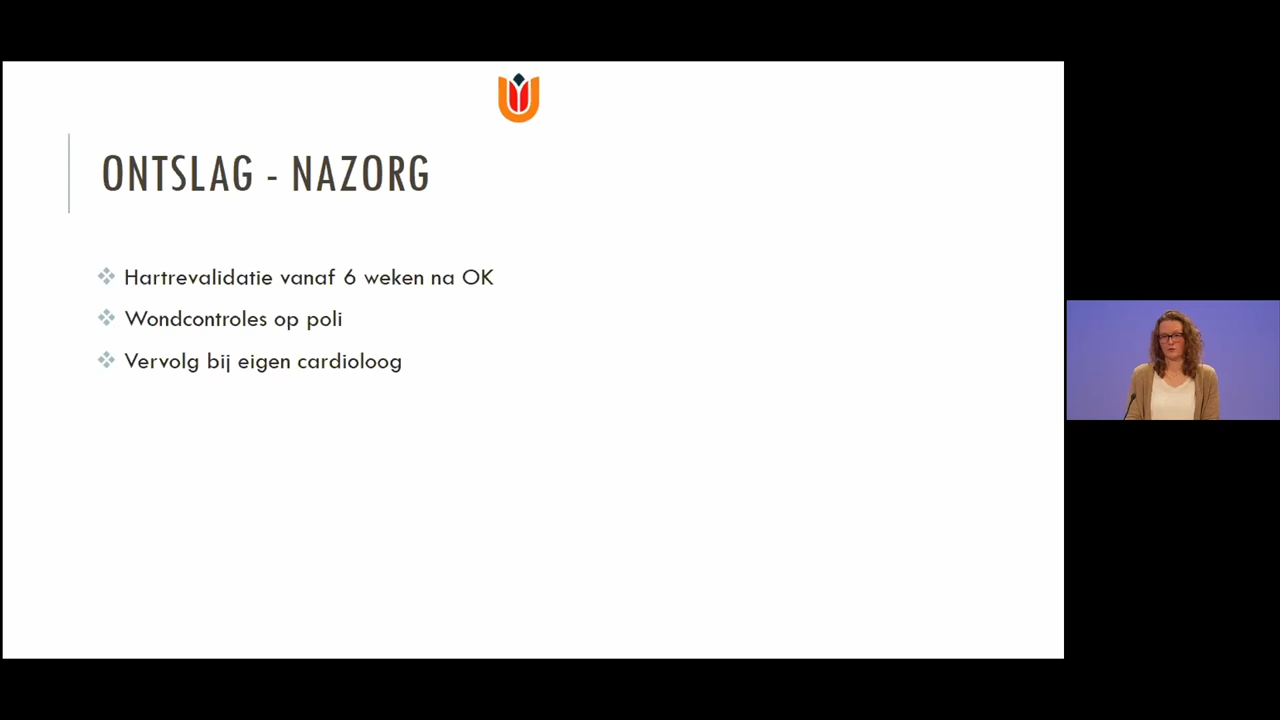 ONTSLAG - NAZORG
Hartrevalidatie vanaf 6 weken na OK
Wondcontroles op poli
Vervolg bij eigen cardioloog